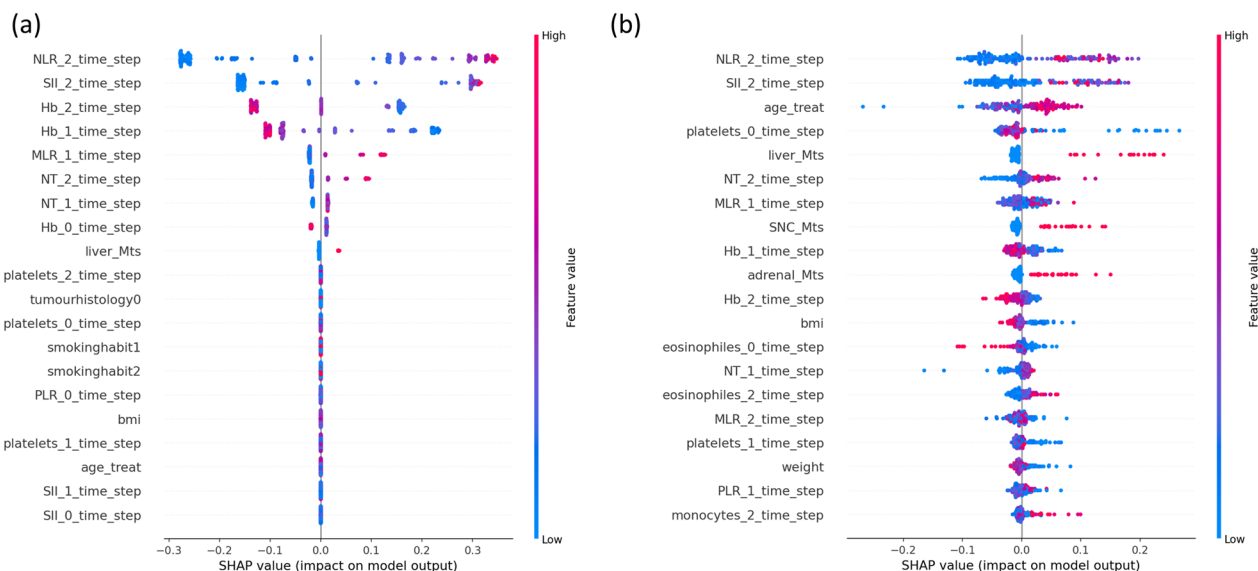 (a)
High
NLR_2_time_step
SII_2_time_step
Hb_2_time_step
Hb_1_time_step
MLR_1_time_step
NT_2_time_step
NT_1_time_step
Hb_0_time_step
liver_Mts
platelets_2_time_step
tumourhistology0
platelets_0_time_step
smokinghabit1
smokinghabit2
PLR_0_time_step
bmi
platelets_1_time_step
age_treat
SII_1_time_step
SII_0_time_step
Feature value
Low
−0.3 −0.2 −0.1 0.0 0.1 0.2 0.3
SHAP value (impact on model output)
(b)
High
NLR_2_time_step
SII_2_time_step
age_treat
platelets_0_time_step
liver_Mts
NT_2_time_step
MLR_1_time_step
SNC_Mts
Hb_1_time_step
adrenal_Mts
Hb_2_time_step
bmi
eosinophiles_0_time_step
NT_1_time_step
eosinophiles_2_time_step
MLR_2_time_step
platelets_1_time_step
weight
PLR_1_time_step
monocytes_2_time_step
Feature value
Low
−0.2 −0.1 0.0 0.1 0.2
SHAP value (impact on model output)